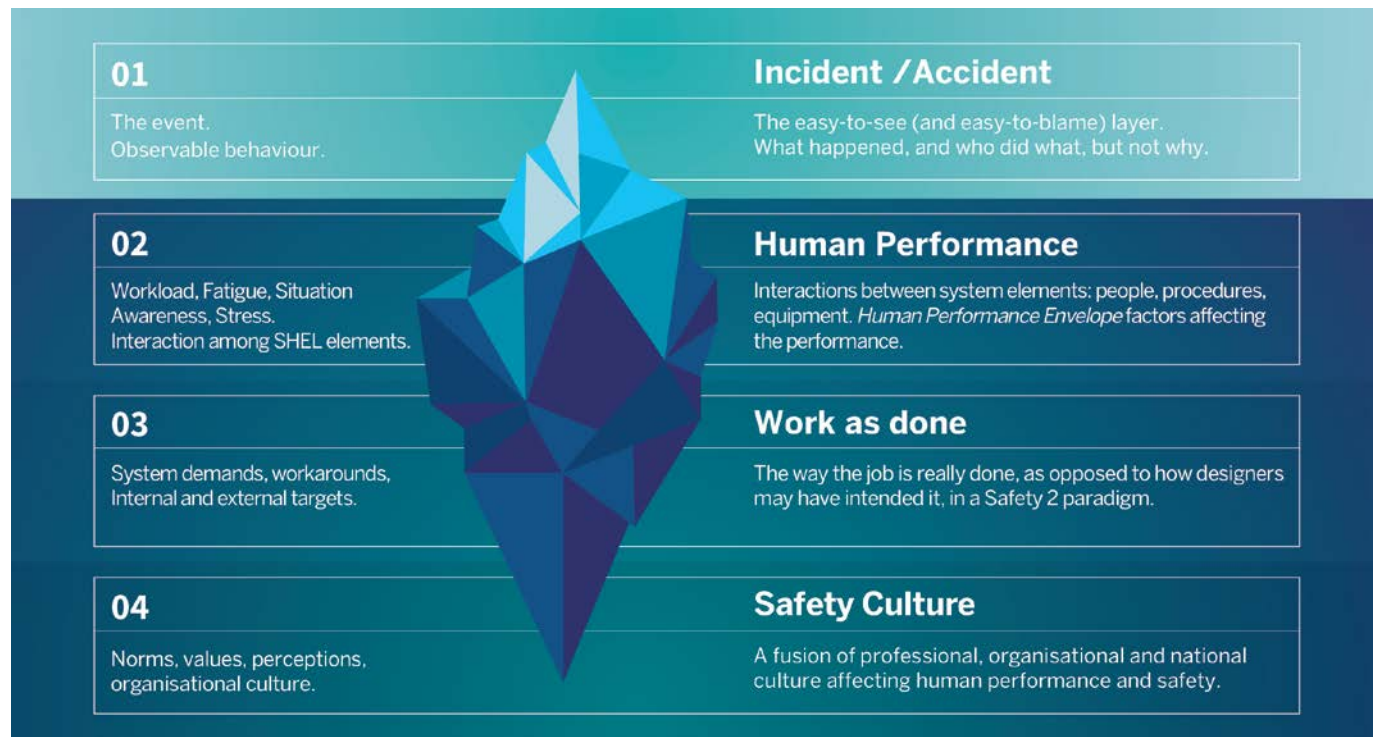 01
Incident /Accident
The event.
Observable behaviour.
The easy-to-see (and easy-to-blame) layer.
What happened, and who did what, but not why.
02
Human Performance
Workload, Fatigue, Situation
Awareness, Stress.
Interaction among SHEL elements.
Interactions between system elements: people, procedures,
equipment. Human Performance Envelope factors affecting
the performance.
03
Work as done
System demands, workarounds,
Internal and external targets.
The way the job is really done, as opposed to how designers
may have intended it, in a Safety 2 paradigm.
04
Safety Culture
Norms, values, perceptions,
organisational culture.
A fusion of professional, organisational and national
culture affecting human performance and safety.